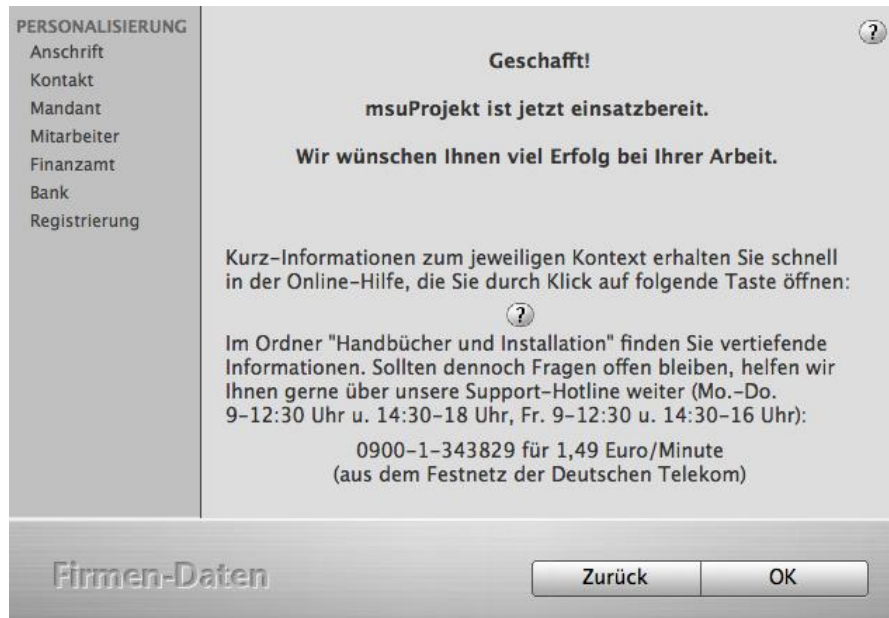 PERSONALISIERUNG
Anschrift
Kontakt
Mandant
Mitarbeiter
Finanzamt
Bank
Registrierung
?
Geschafft!
msuProjekt ist jetzt einsatzbereit.
Wir wünschen Ihnen viel Erfolg bei Ihrer Arbeit.
Kurz-Informationen zum jeweiligen Kontext erhalten Sie schnell
in der Online-Hilfe, die Sie durch Klick auf folgende Taste öffnen:
?
Im Ordner "Handbücher und Installation" finden Sie vertiefende
Informationen. Sollten dennoch Fragen offen bleiben, helfen wir
Ihnen gerne über unsere Support-Hotline weiter (Mo.-Do.
9-12:30 Uhr u. 14:30-18 Uhr, Fr. 9-12:30 u. 14:30-16 Uhr):
0900-1-343829 für 1,49 Euro/Minute
(aus dem Festnetz der Deutschen Telekom)
Firmen-Daten
Zurück
OK